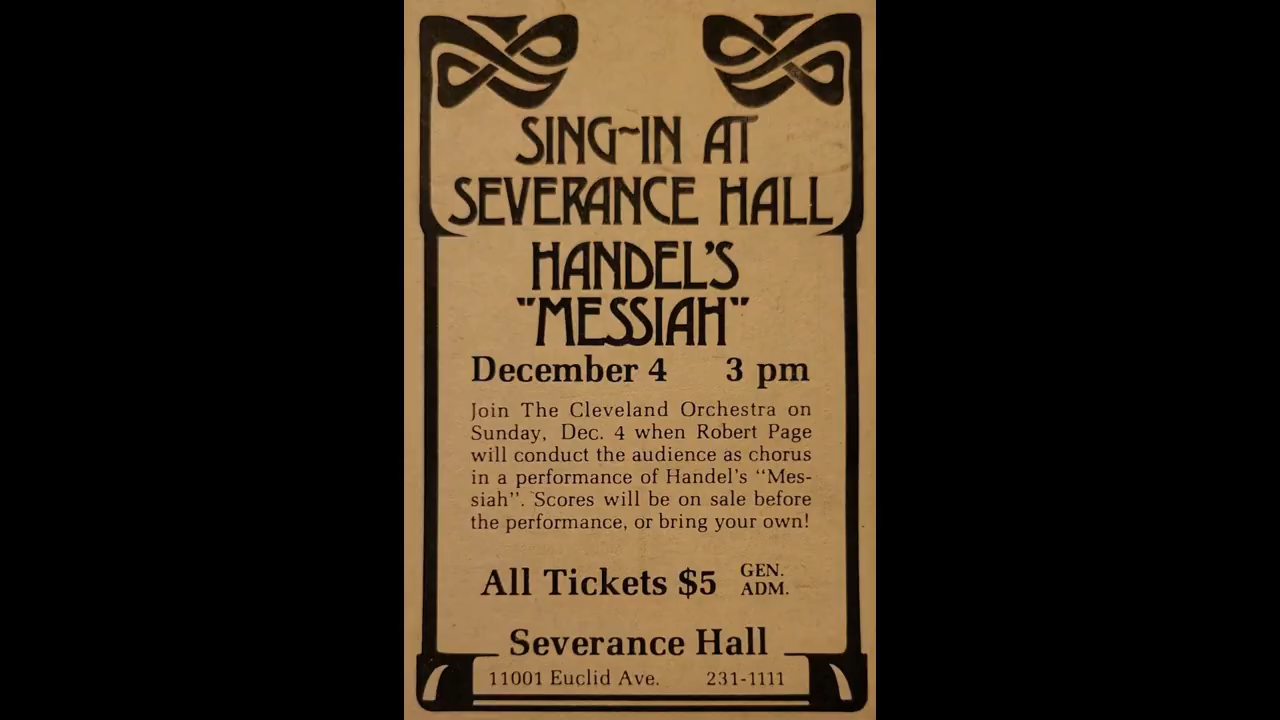 SING~IN AT
SEVERANCE HALL
HANDEL'S
"MESSIAH"
December 4 3 pm
Join The Cleveland Orchestra on
Sunday, Dec. 4 when Robert Page
will conduct the audience as chorus
in a performance of Handel's "Mes-
siah". Scores will be on sale before
the performance, or bring your own!
All Tickets $5 GEN.
ADM.
Severance Hall
11001 Euclid Ave. 231-1111